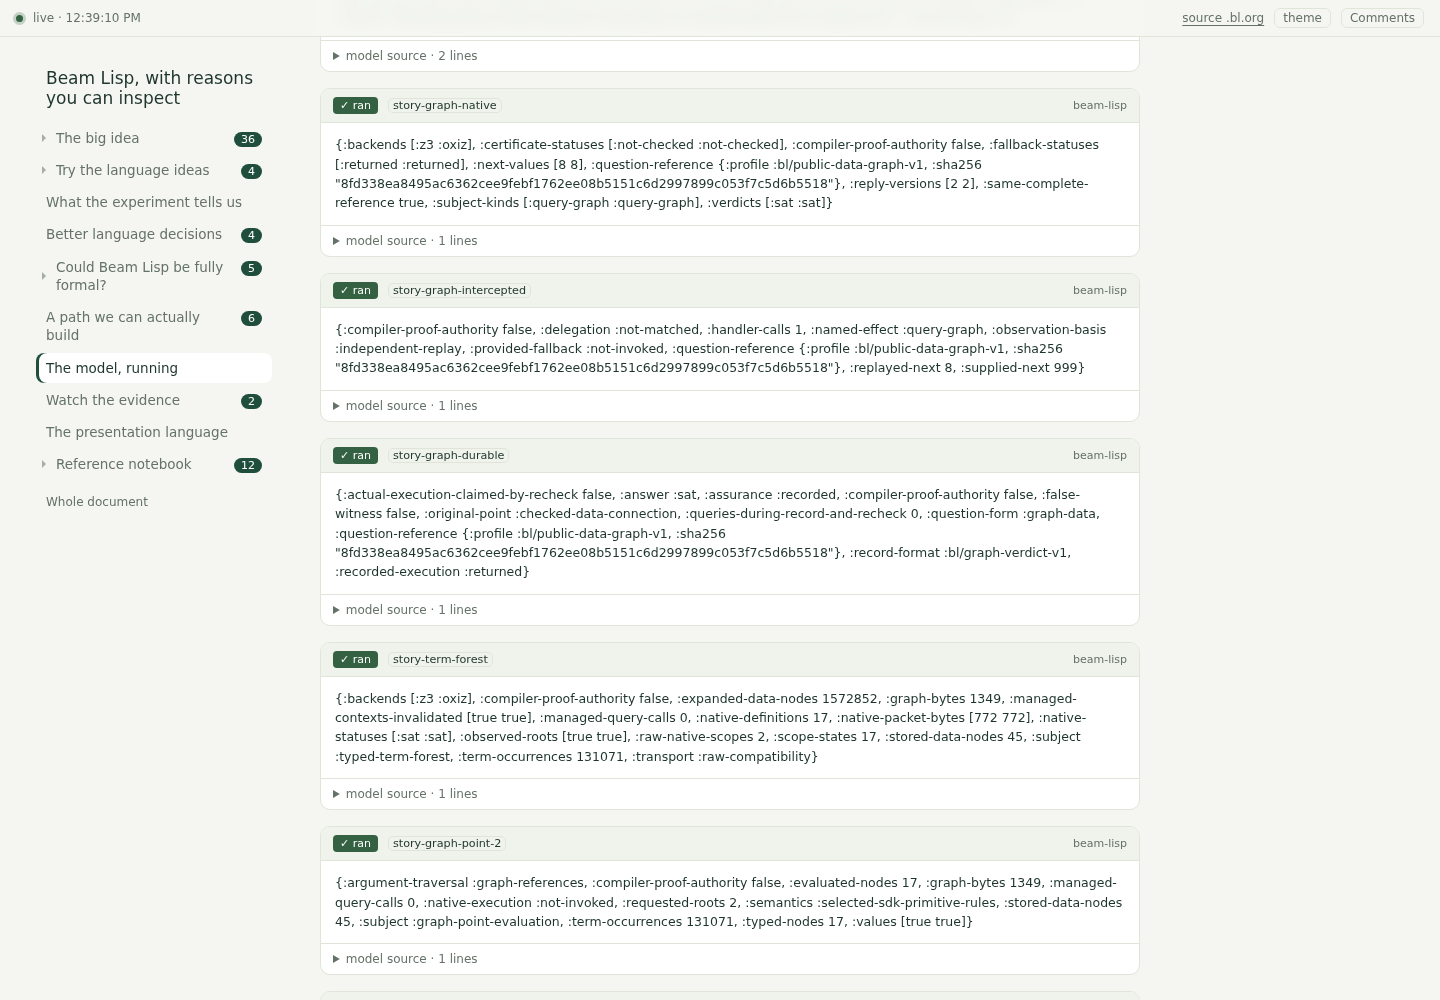 live · 12:39:10 PM
source .bl.org
theme
Comments
Beam Lisp, with reasons
you can inspect
The big idea
36
Try the language ideas
4
What the experiment tells us
Better language decisions
4
Could Beam Lisp be fully
formal?
5
A path we can actually
build
6
The model, running
Watch the evidence
2
The presentation language
Reference notebook
12
Whole document
model source · 2 lines
✓ ran
story-graph-native
beam-lisp
{:backends [:z3 :oxiz], :certificate-statuses [:not-checked :not-checked], :compiler-proof-authority false, :fallback-statuses
[:returned :returned], :next-values [8 8], :question-reference {:profile :bl/public-data-graph-v1, :sha256
"8fd338ea8495ac6362cee9febf1762ee08b5151c6d2997899c053f7c5d6b5518"}, :reply-versions [2 2], :same-complete-
reference true, :subject-kinds [:query-graph :query-graph], :verdicts [:sat :sat]}
model source · 1 lines
✓ ran
story-graph-intercepted
beam-lisp
{:compiler-proof-authority false, :delegation :not-matched, :handler-calls 1, :named-effect :query-graph, :observation-basis
:independent-replay, :provided-fallback :not-invoked, :question-reference {:profile :bl/public-data-graph-v1, :sha256
"8fd338ea8495ac6362cee9febf1762ee08b5151c6d2997899c053f7c5d6b5518"}, :replayed-next 8, :supplied-next 999}
model source · 1 lines
✓ ran
story-graph-durable
beam-lisp
{:actual-execution-claimed-by-recheck false, :answer :sat, :assurance :recorded, :compiler-proof-authority false, :false-
witness false, :original-point :checked-data-connection, :queries-during-record-and-recheck 0, :question-form :graph-data,
:question-reference {:profile :bl/public-data-graph-v1, :sha256
"8fd338ea8495ac6362cee9febf1762ee08b5151c6d2997899c053f7c5d6b5518"}, :record-format :bl/graph-verdict-v1,
:recorded-execution :returned}
model source · 1 lines
✓ ran
story-term-forest
beam-lisp
{:backends [:z3 :oxiz], :compiler-proof-authority false, :expanded-data-nodes 1572852, :graph-bytes 1349, :managed-
contexts-invalidated [true true], :managed-query-calls 0, :native-definitions 17, :native-packet-bytes [772 772], :native-
statuses [:sat :sat], :observed-roots [true true], :raw-native-scopes 2, :scope-states 17, :stored-data-nodes 45, :subject
:typed-term-forest, :term-occurrences 131071, :transport :raw-compatibility}
model source · 1 lines
✓ ran
story-graph-point-2
beam-lisp
{:argument-traversal :graph-references, :compiler-proof-authority false, :evaluated-nodes 17, :graph-bytes 1349, :managed-
query-calls 0, :native-execution :not-invoked, :requested-roots 2, :semantics :selected-sdk-primitive-rules, :stored-data-nodes
45, :subject :graph-point-evaluation, :term-occurrences 131071, :typed-nodes 17, :values [true true]}
model source · 1 lines